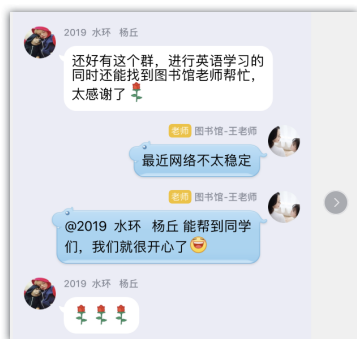 2019 水环 杨丘
还好有这个群，进行英语学习的
同时还能找到图书馆老师帮忙，
太感谢了🌹
老师 图书馆-王老师
最近网络不太稳定
老师 图书馆-王老师
@2019 水环 杨丘 能帮到同学
们，我们就很开心了😄
2019 水环 杨丘
🌹🌹🌹